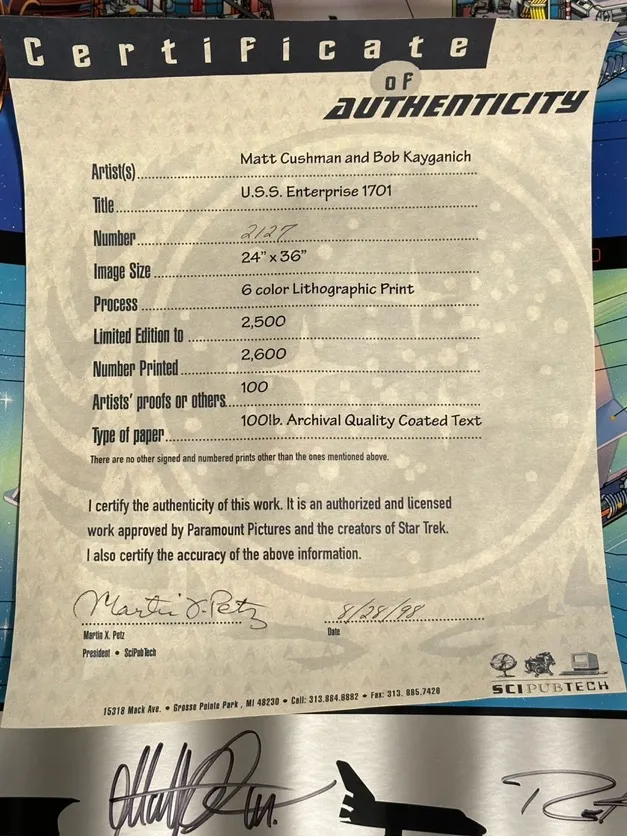 Certificate
OF
AUTHENTICITY
Artist(s) Matt Cushman and Bob Kayganich
Title U.S.S. Enterprise 1701
Number 2127
Image Size 24" x 36"
Process 6 color Lithographic Print
Limited Edition to 2,500
Number Printed 2,600
Artists' proofs or others 100
Type of paper 100lb. Archival Quality Coated Text
There are no other signed and numbered prints other than the ones mentioned above.
I certify the authenticity of this work. It is an authorized and licensed
work approved by Paramount Pictures and the creators of Star Trek.
I also certify the accuracy of the above information.
Martin X. Petz 8/28/98
Martin X. Petz Date
President • SciPubTech
SCIPUBTECH
15318 Mack Ave. • Grosse Pointe Park, MI 48230 • Call: 313.884.6882 • Fax: 313. 885.7426